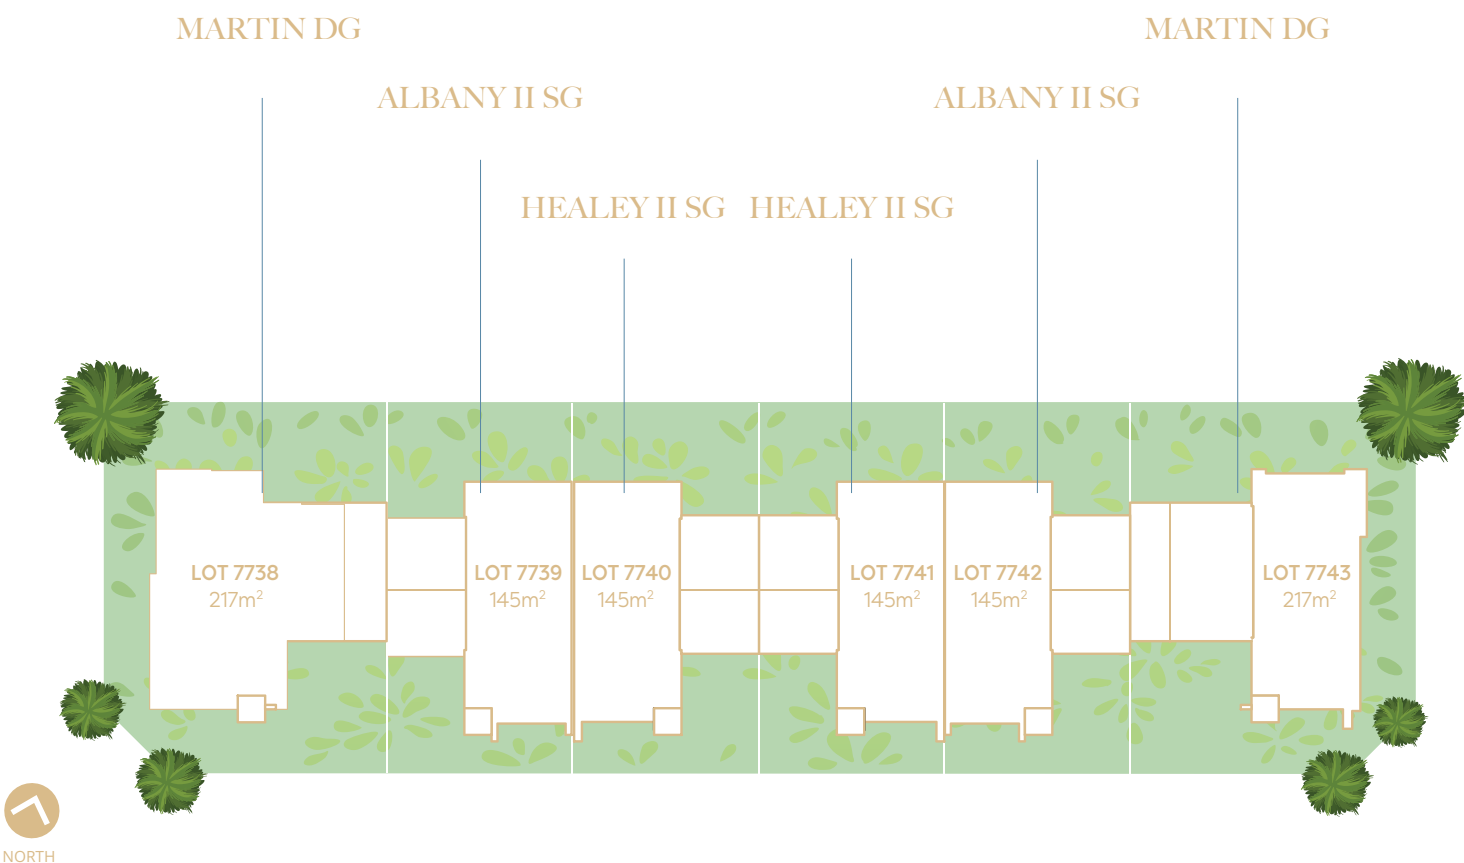 MARTIN DG
MARTIN DG
ALBANY II SG
ALBANY II SG
HEALEY II SG
HEALEY II SG
LOT 7738
217m²
LOT 7739
145m²
LOT 7740
145m²
LOT 7741
145m²
LOT 7742
145m²
LOT 7743
217m²
NORTH